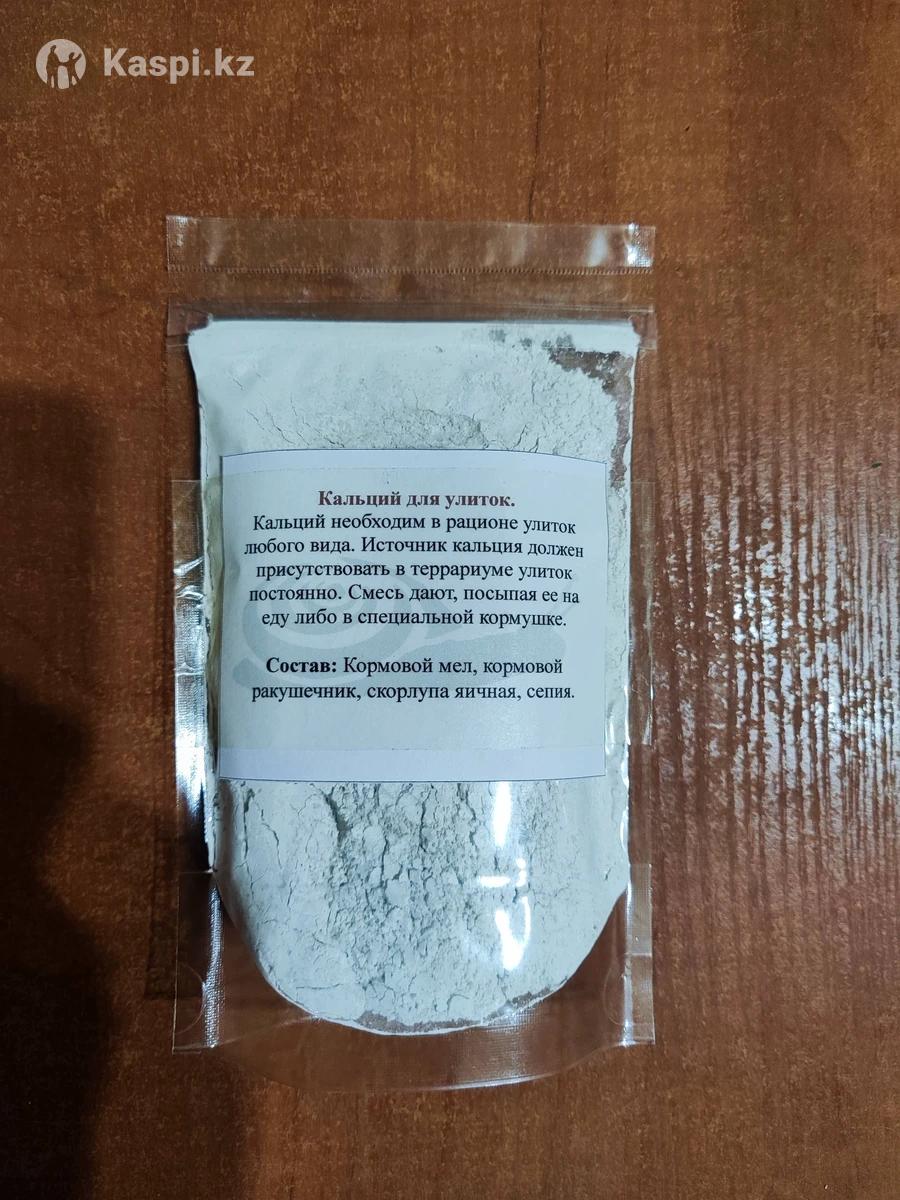 Kaspi.kz
Кальций для улиток.
Кальций необходим в рационе улиток
любого вида. Источник кальция должен
присутствовать в террариуме улиток
постоянно. Смесь дают, посыпая ее на
еду либо в специальной кормушке.
Состав: Кормовой мел, кормовой
ракушечник, скорлупа яичная, сепия.